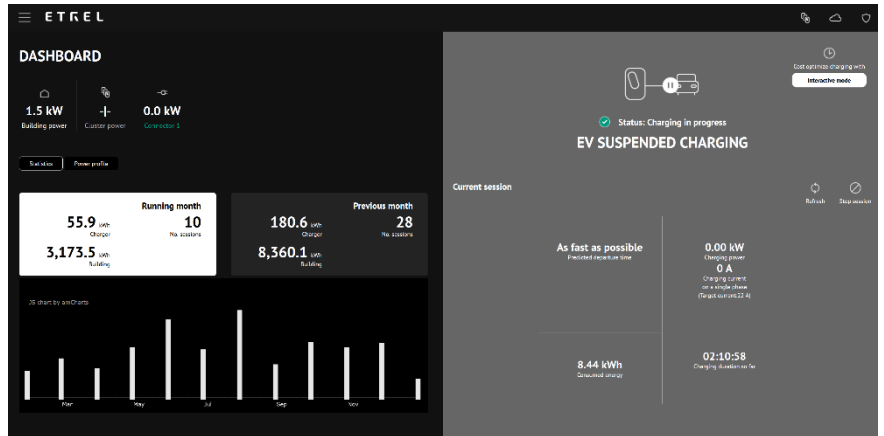 ETREL
DASHBOARD
1.5 kW
Building power
-|-
Cluster power
0.0 kW
Connector 1
Statistics
Power profile
Running month
55.9 kWh
Charger
10
No. sessions
3,173.5 kWh
Building
Previous month
180.6 kWh
Charger
28
No. sessions
8,360.1 kWh
Building
JS chart by amCharts
Mar
May
Jul
Sep
Nov
Cost optimize charging with
Interactive mode
Status: Charging in progress
EV SUSPENDED CHARGING
Current session
Refresh
Stop session
As fast as possible
Predicted departure time
0.00 kW
Charging power
0 A
Charging current
on a single phase
(Target current:22 A)
8.44 kWh
Consumed energy
02:10:58
Charging duration so far